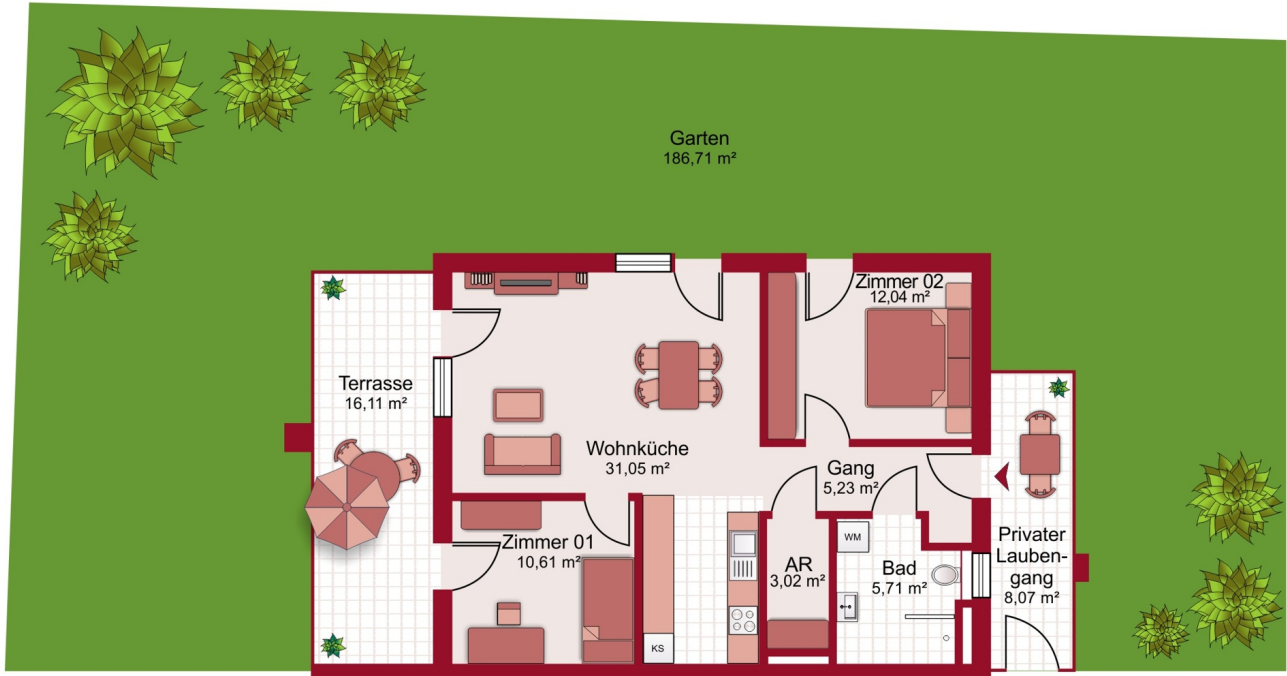 Garten
186,71 m²
Zimmer 02
12,04 m²
Terrasse
16,11 m²
Wohnküche
31,05 m²
Gang
5,23 m²
Zimmer 01
10,61 m²
KS
AR
3,02 m²
WM
Bad
5,71 m²
Privater
Lauben-
gang
8,07 m²